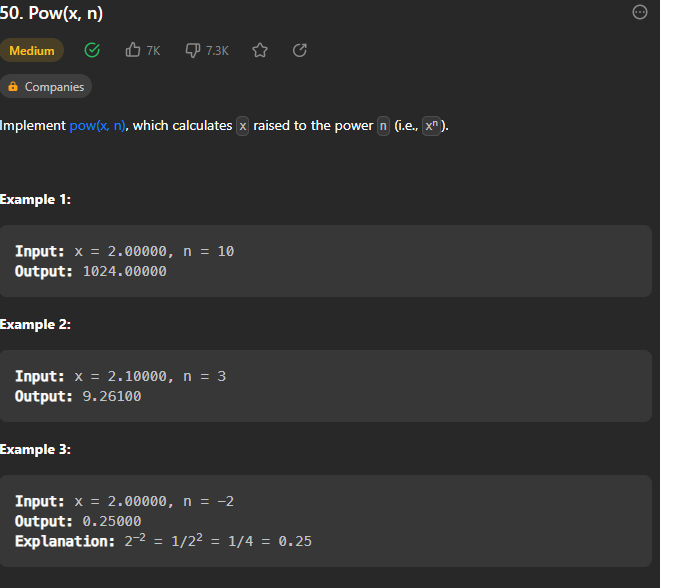 50. Pow(x, n)
Medium 7K 7.3K
Companies
Implement pow(x, n), which calculates x raised to the power n (i.e., xⁿ).
Example 1:
Input: x = 2.00000, n = 10
Output: 1024.00000
Example 2:
Input: x = 2.10000, n = 3
Output: 9.26100
Example 3:
Input: x = 2.00000, n = -2
Output: 0.25000
Explanation: 2⁻² = 1/2² = 1/4 = 0.25